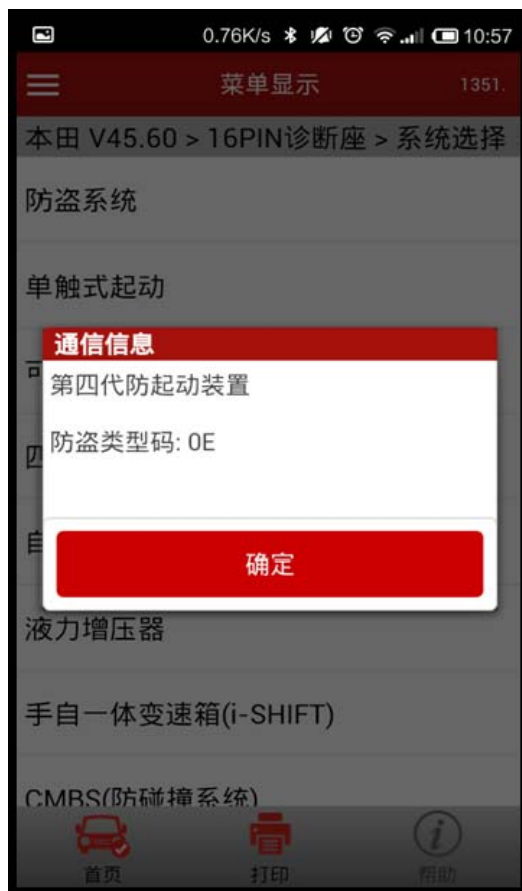 0.76K/s 10:57
菜单显示 1351.
本田 V45.60 > 16PIN诊断座 > 系统选择
防盗系统
单触式起动
通信信息
第四代防起动装置
防盗类型码: 0E
确定
液力增压器
手自一体变速箱(i-SHIFT)
CMBS(防碰撞系统)
首页 打印 帮助